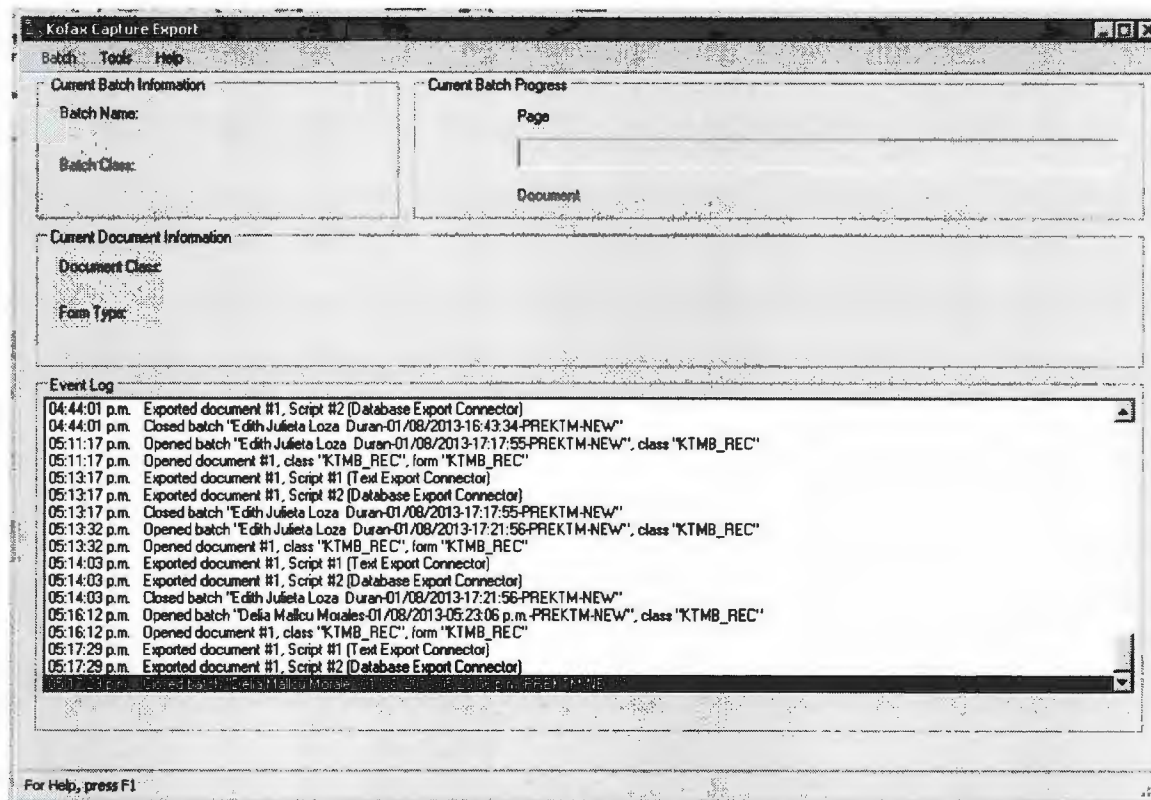 Kofax Capture Export
Batch Tools Help
Current Batch Information
Batch Name:
Batch Class:
Current Batch Progress
Page
Document
Current Document Information
Document Class:
Form Type:
Event Log
04:44:01 p.m. Exported document #1, Script #2 (Database Export Connector)
04:44:01 p.m. Closed batch "Edith Julieta Loza Duran-01/08/2013-16:43:34-PREKTM-NEW"
05:11:17 p.m. Opened batch "Edith Julieta Loza Duran-01/08/2013-17:17:55-PREKTM-NEW", class "KTMB_REC"
05:11:17 p.m. Opened document #1, class "KTMB_REC", form "KTMB_REC"
05:13:17 p.m. Exported document #1, Script #1 (Text Export Connector)
05:13:17 p.m. Exported document #1, Script #2 (Database Export Connector)
05:13:17 p.m. Closed batch "Edith Julieta Loza Duran-01/08/2013-17:17:55-PREKTM-NEW"
05:13:32 p.m. Opened batch "Edith Julieta Loza Duran-01/08/2013-17:21:56-PREKTM-NEW", class "KTMB_REC"
05:13:32 p.m. Opened document #1, class "KTMB_REC", form "KTMB_REC"
05:14:03 p.m. Exported document #1, Script #1 (Text Export Connector)
05:14:03 p.m. Exported document #1, Script #2 (Database Export Connector)
05:14:03 p.m. Closed batch "Edith Julieta Loza Duran-01/08/2013-17:21:56-PREKTM-NEW"
05:16:12 p.m. Opened batch "Delia Mallcu Morales-01/08/2013-05:23:06 p.m.-PREKTM-NEW", class "KTMB_REC"
05:16:12 p.m. Opened document #1, class "KTMB_REC", form "KTMB_REC"
05:17:29 p.m. Exported document #1, Script #1 (Text Export Connector)
05:17:29 p.m. Exported document #1, Script #2 (Database Export Connector)
p.m. Closed batch "Delia Mallcu
For Help, press F1